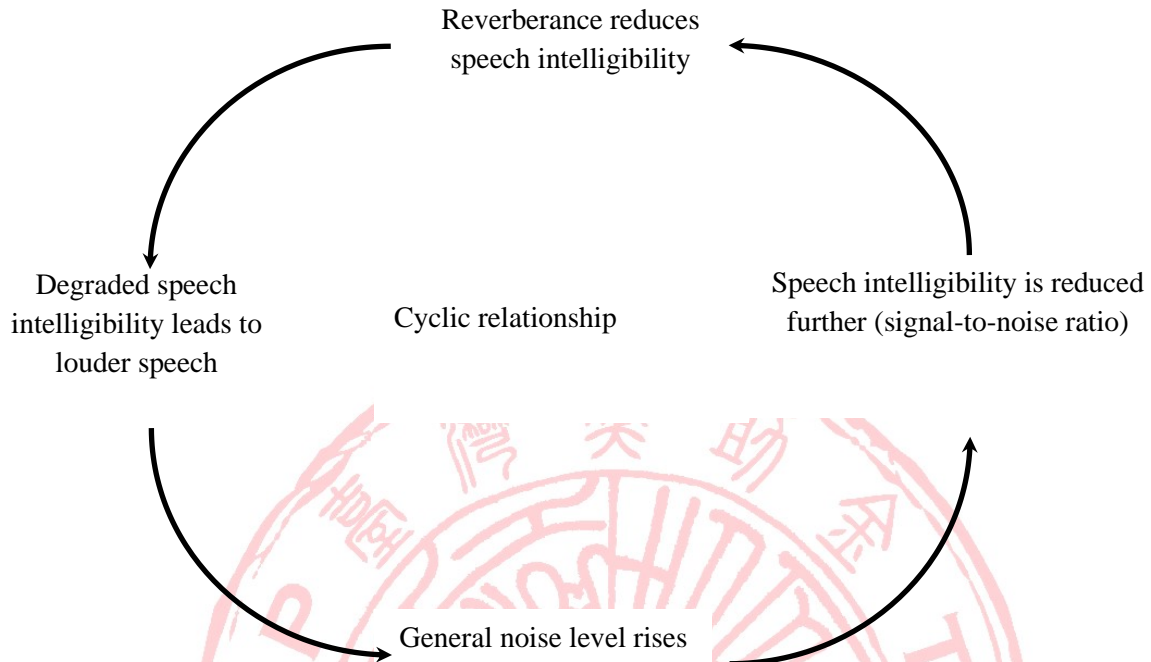 Reverberance reduces
speech intelligibility
Degraded speech
intelligibility leads to
louder speech
Cyclic relationship
Speech intelligibility is reduced
further (signal-to-noise ratio)
General noise level rises